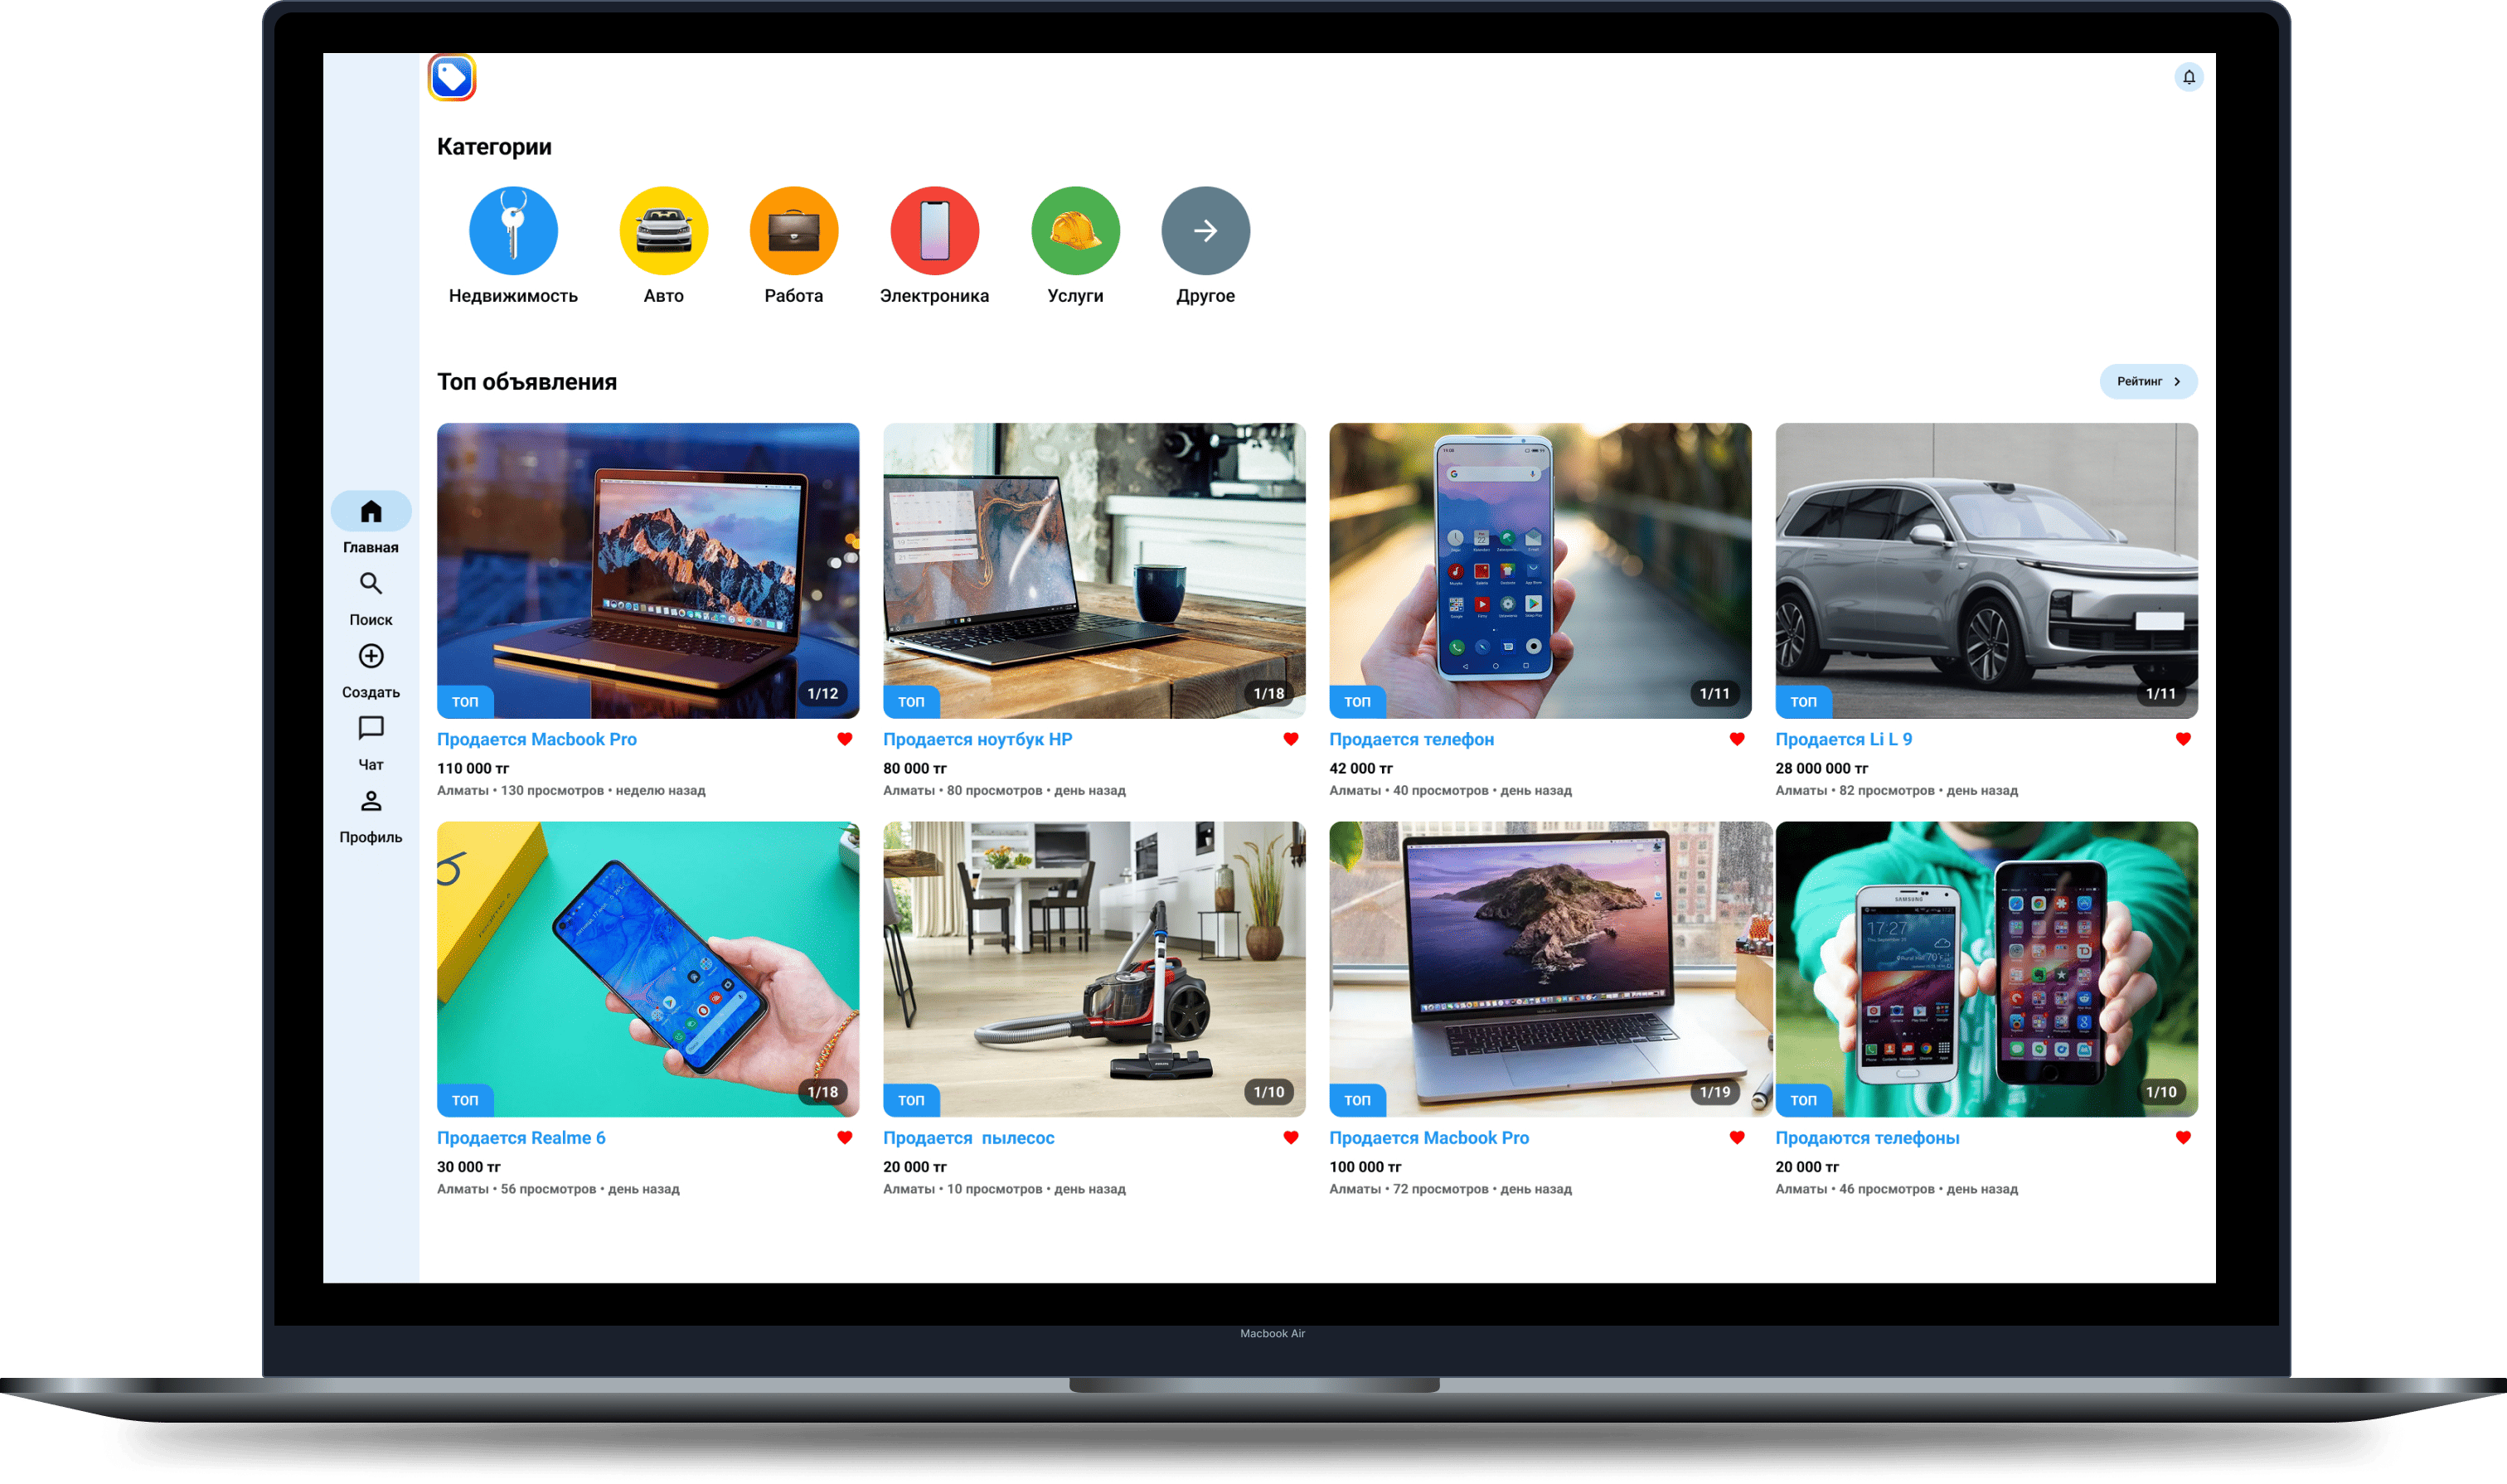 Категории
Недвижимость
Авто
Работа
Электроника
Услуги
Другое
Топ объявления
Рейтинг
Главная
Поиск
Создать
Чат
Профиль
ТОП
1/12
Продается Macbook Pro
110 000 тг
Алматы • 130 просмотров • неделю назад
ТОП
1/18
Продается ноутбук HP
80 000 тг
Алматы • 80 просмотров • день назад
ТОП
1/11
Продается телефон
42 000 тг
Алматы • 40 просмотров • день назад
ТОП
1/11
Продается Li L 9
28 000 000 тг
Алматы • 82 просмотров • день назад
ТОП
1/18
Продается Realme 6
30 000 тг
Алматы • 56 просмотров • день назад
ТОП
1/10
Продается  пылесос
20 000 тг
Алматы • 10 просмотров • день назад
ТОП
1/19
Продается Macbook Pro
100 000 тг
Алматы • 72 просмотров • день назад
SAMSUNG
17:27
ТОП
1/10
Продаются телефоны
20 000 тг
Алматы • 46 просмотров • день назад
Macbook Air